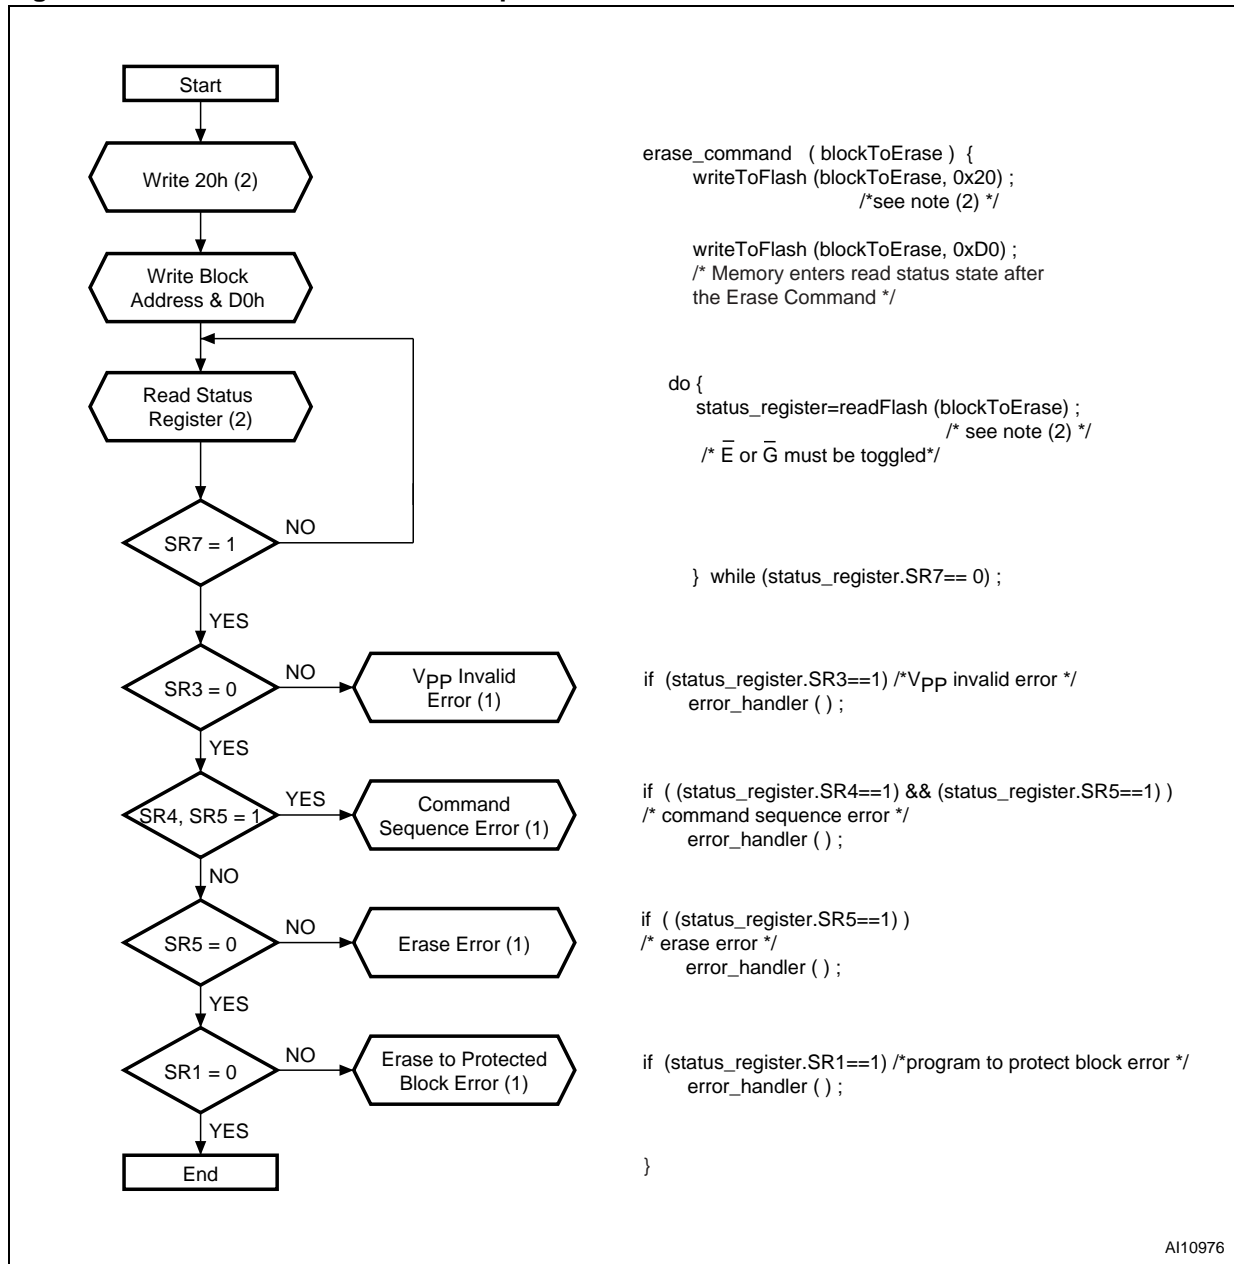 Start
Write 20h (2)
Write Block
Address & D0h
Read Status
Register (2)
SR7 = 1
NO
YES
SR3 = 0
NO
VPP Invalid
Error (1)
YES
SR4, SR5 = 1
YES
Command
Sequence Error (1)
NO
SR5 = 0
NO
Erase Error (1)
YES
SR1 = 0
NO
Erase to Protected
Block Error (1)
YES
End
erase_command ( blockToErase ) {
writeToFlash (blockToErase, 0x20) ;
/*see note (2) */
writeToFlash (blockToErase, 0xD0) ;
/* Memory enters read status state after
the Erase Command */
do {
status_register=readFlash (blockToErase) ;
/* see note (2) */
/* E̅ or G̅ must be toggled*/
} while (status_register.SR7== 0) ;
if (status_register.SR3==1) /*VPP invalid error */
error_handler ( ) ;
if ( (status_register.SR4==1) && (status_register.SR5==1) )
/* command sequence error */
error_handler ( ) ;
if ( (status_register.SR5==1) )
/* erase error */
error_handler ( ) ;
if (status_register.SR1==1) /*program to protect block error */
error_handler ( ) ;
}
AI10976